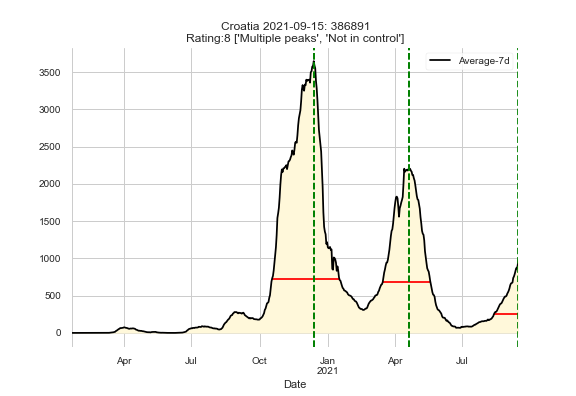 Croatia 2021-09-15: 386891
Rating:8 ['Multiple peaks', 'Not in control']
Average-7d
3500
3000
2500
2000
1500
1000
500
0
Apr
Jul
Oct
Jan
2021
Apr
Jul
Date